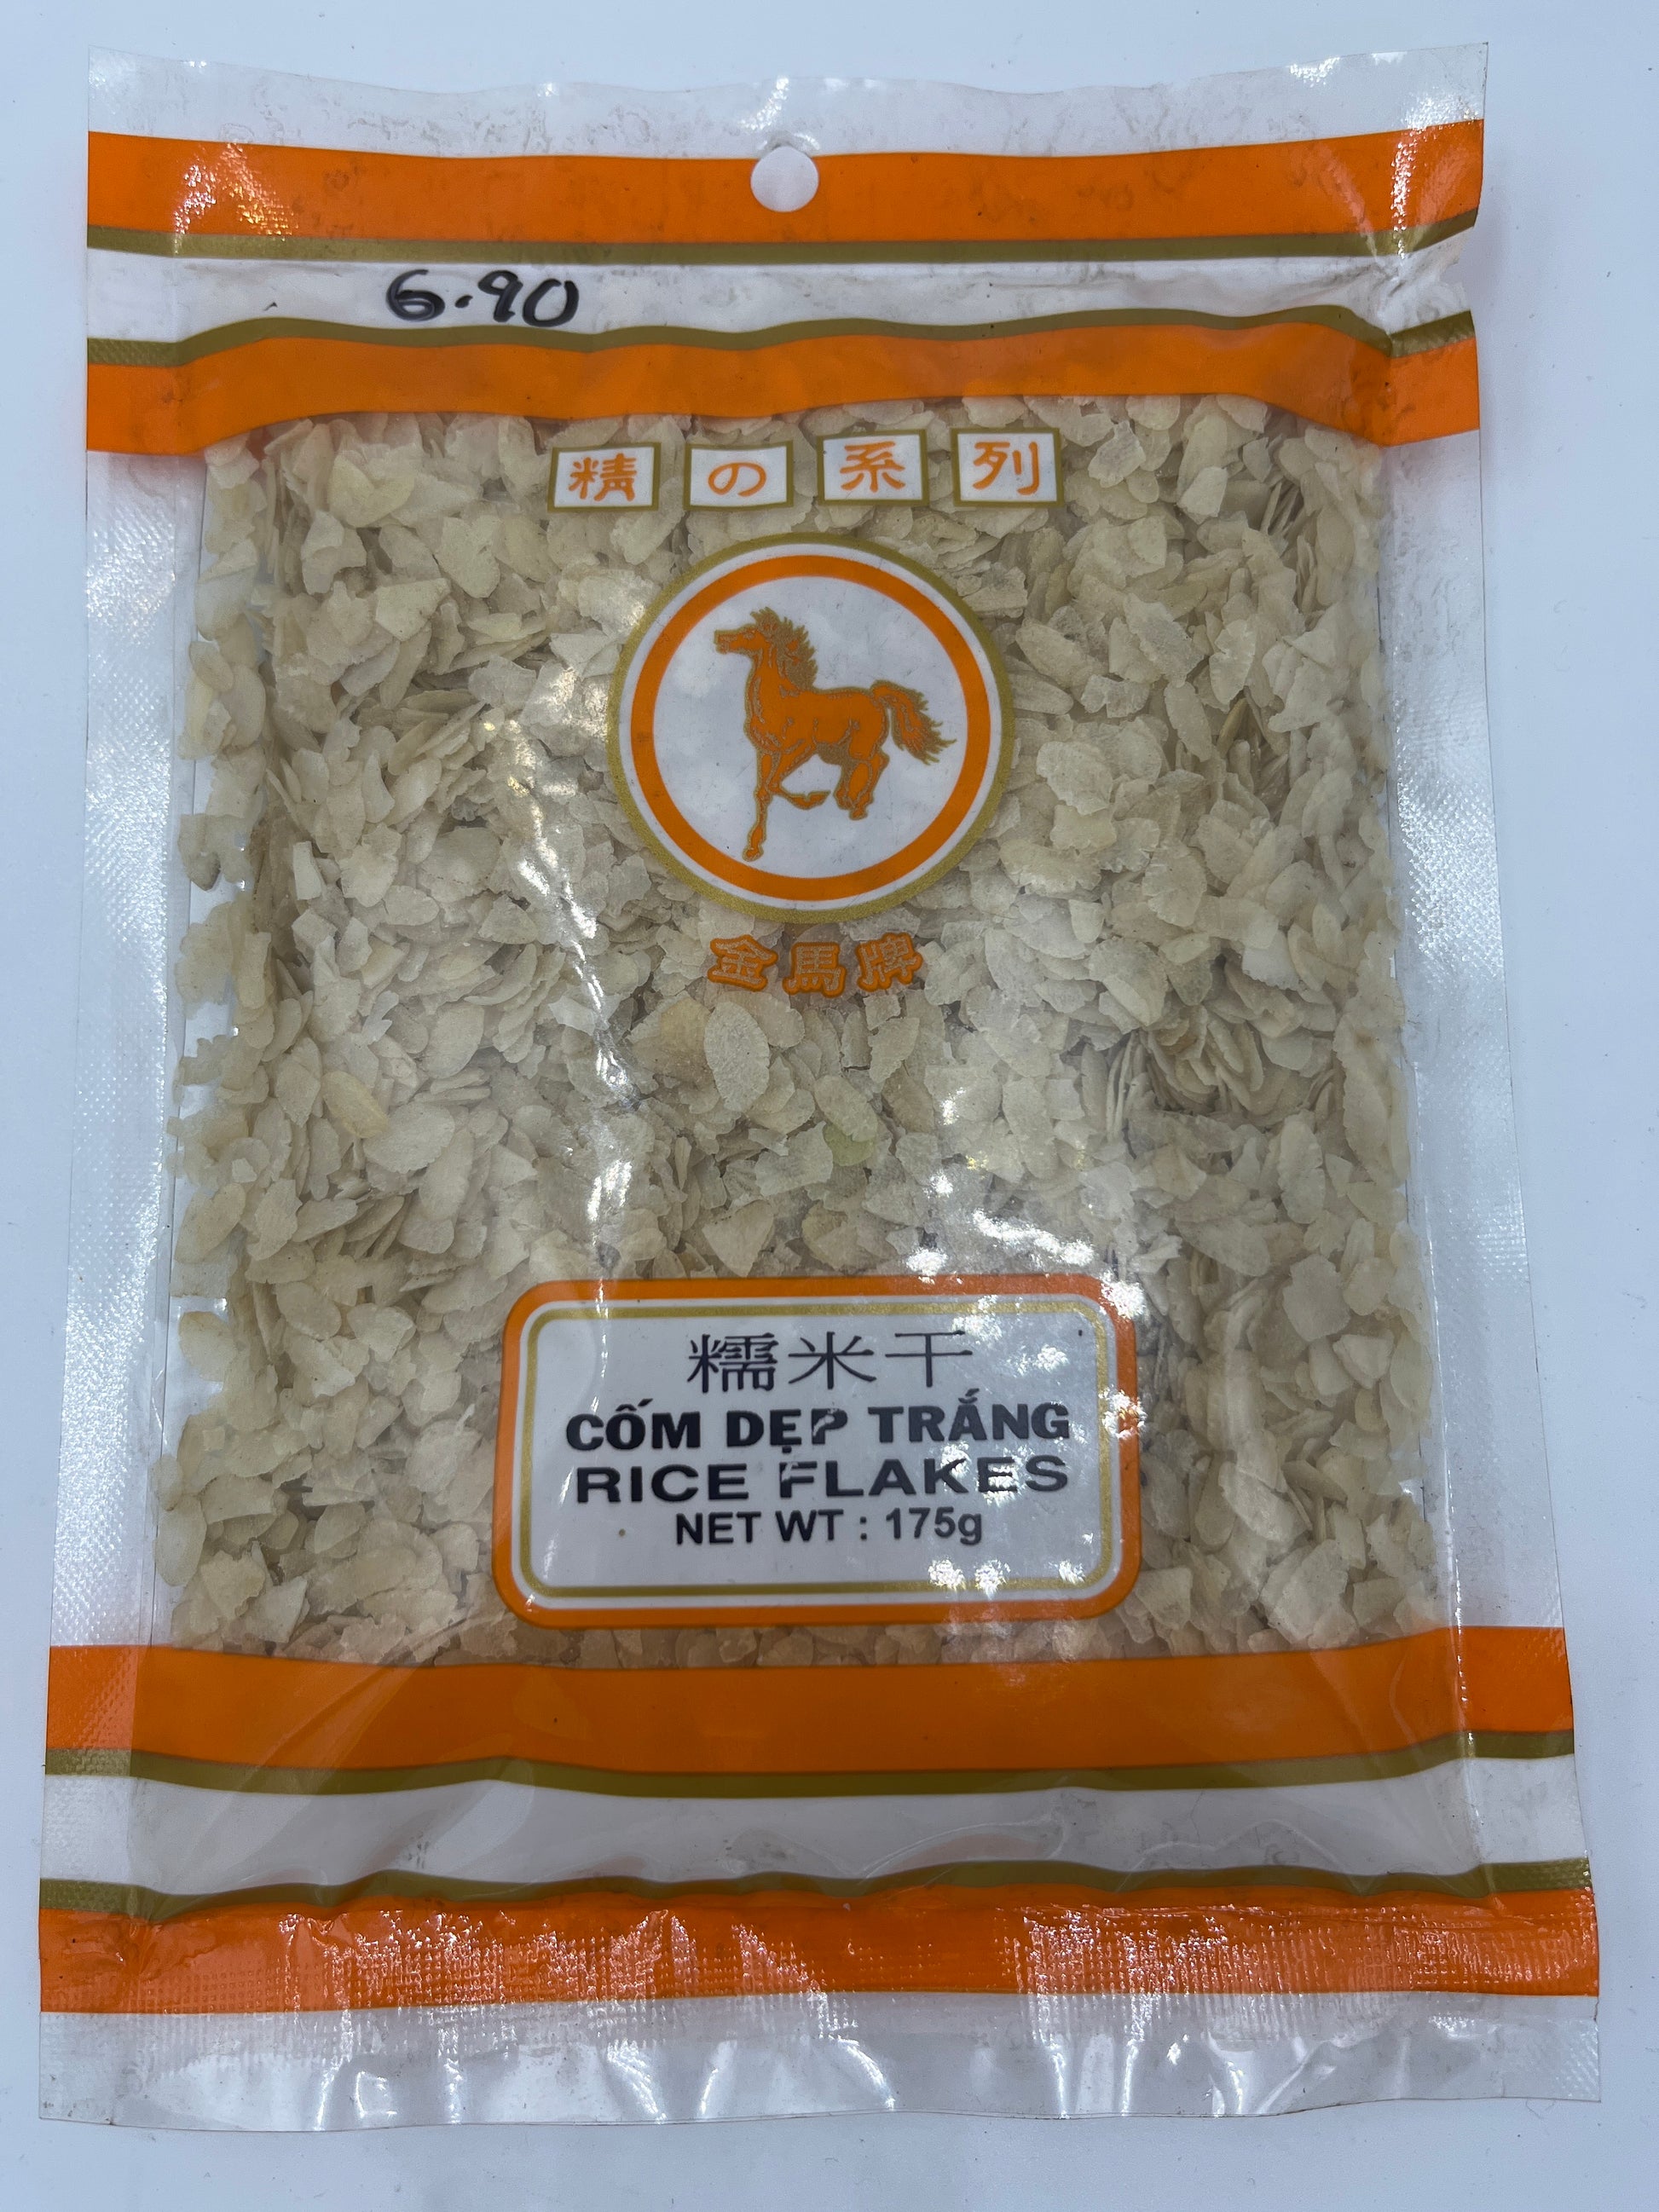 6.90
精の系列
金馬牌
糯米干
CỐM DẸP TRẮNG
RICE FLAKES
NET WT : 175g